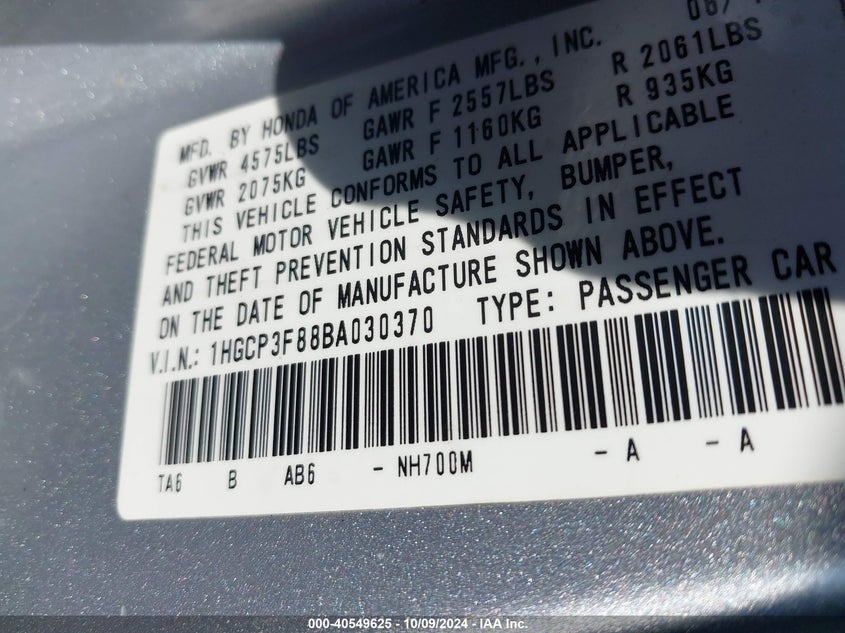 06/
MFD. BY HONDA OF AMERICA MFG., INC.
GVWR 4575LBS GAWR F 2557LBS R 2061LBS
GVWR 2075KG GAWR F 1160KG R 935KG
THIS VEHICLE CONFORMS TO ALL APPLICABLE
FEDERAL MOTOR VEHICLE SAFETY, BUMPER,
AND THEFT PREVENTION STANDARDS IN EFFECT
ON THE DATE OF MANUFACTURE SHOWN ABOVE.
V.I.N.: 1HGCP3F88BA030370 TYPE: PASSENGER CAR
TA6 B AB6 - NH700M - A - A
000-40549625 - 10/09/2024 - IAA Inc.